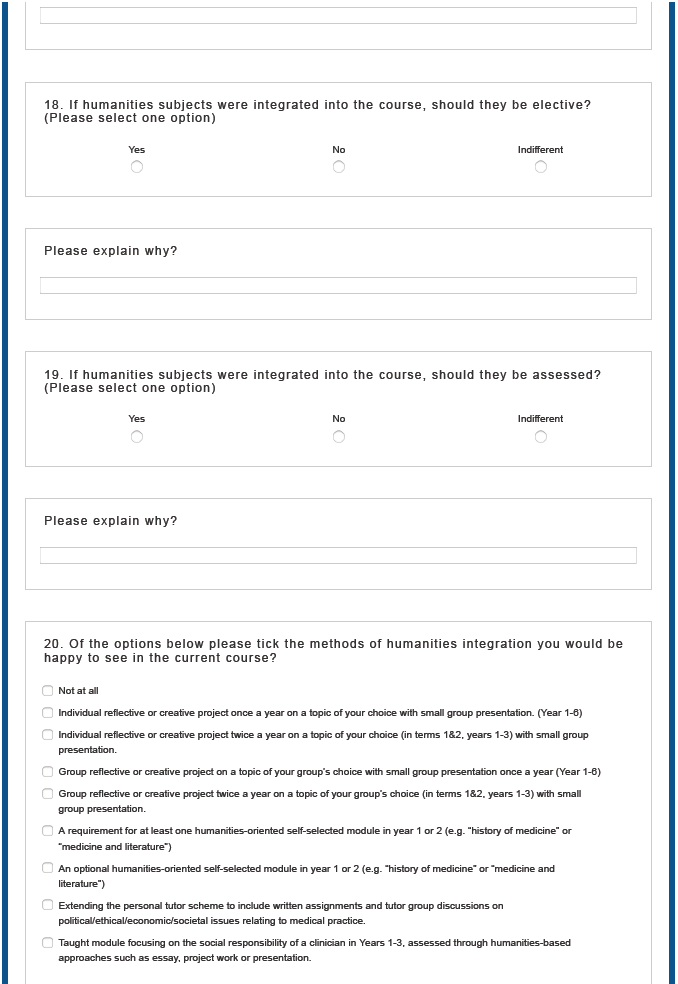 18. If humanities subjects were integrated into the course, should they be elective?
(Please select one option)
Yes No Indifferent
Please explain why?
19. If humanities subjects were integrated into the course, should they be assessed?
(Please select one option)
Yes No Indifferent
Please explain why?
20. Of the options below please tick the methods of humanities integration you would be
happy to see in the current course?
Not at all
Individual reflective or creative project once a year on a topic of your choice with small group presentation. (Year 1-6)
Individual reflective or creative project twice a year on a topic of your choice (in terms 1&2, years 1-3) with small group
presentation.
Group reflective or creative project on a topic of your group's choice with small group presentation once a year (Year 1-6)
Group reflective or creative project twice a year on a topic of your group's choice (in terms 1&2, years 1-3) with small
group presentation.
A requirement for at least one humanities-oriented self-selected module in year 1 or 2 (e.g. "history of medicine" or
"medicine and literature")
An optional humanities-oriented self-selected module in year 1 or 2 (e.g. "history of medicine" or "medicine and
literature")
Extending the personal tutor scheme to include written assignments and tutor group discussions on
political/ethical/economic/societal issues relating to medical practice.
Taught module focusing on the social responsibility of a clinician in Years 1-3, assessed through humanities-based
approaches such as essay, project work or presentation.